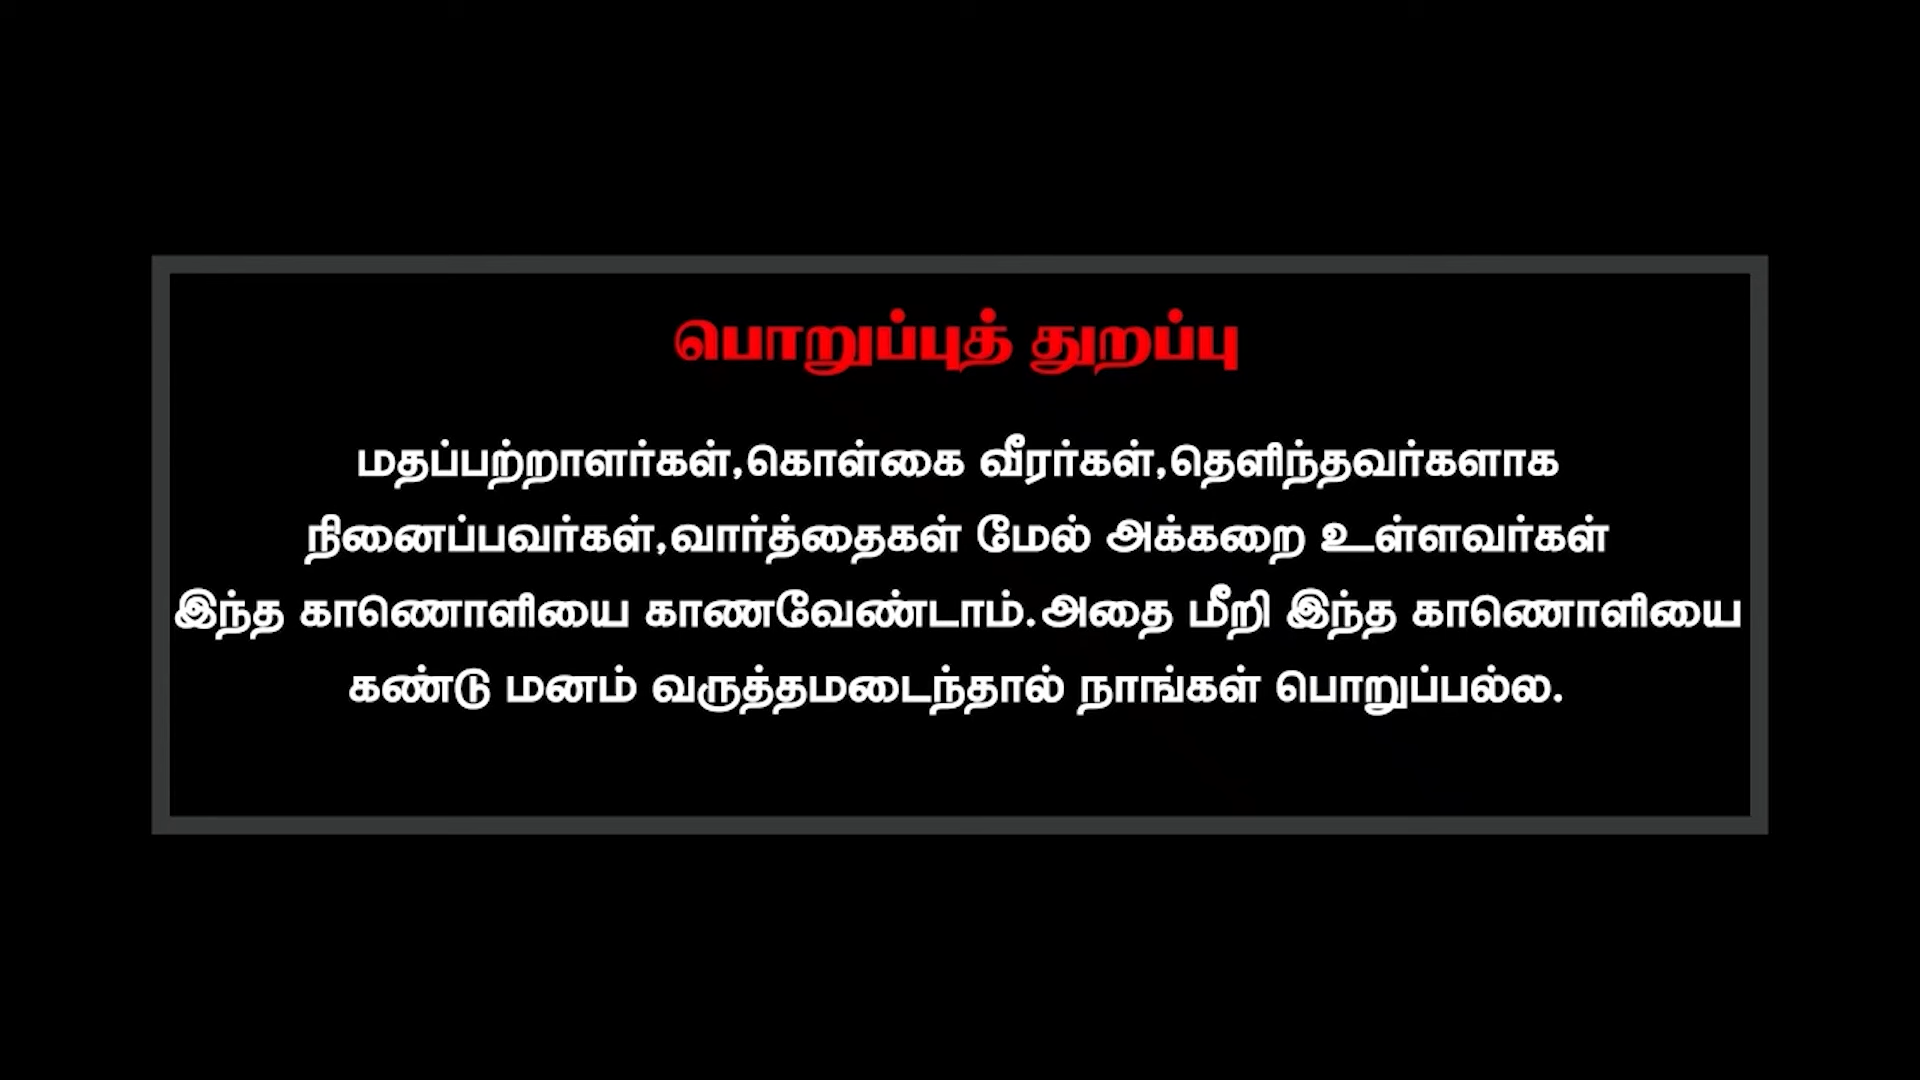 பொறுப்புத் துறப்பு
மதப்பற்றாளர்கள்,கொள்கை வீரர்கள்,தெளிந்தவர்களாக
நினைப்பவர்கள்,வார்த்தைகள் மேல் அக்கறை உள்ளவர்கள்
இந்த காணொளியை காணவேண்டாம்.அதை மீறி இந்த காணொளியை
கண்டு மனம் வருத்தமடைந்தால் நாங்கள் பொறுப்பல்ல.